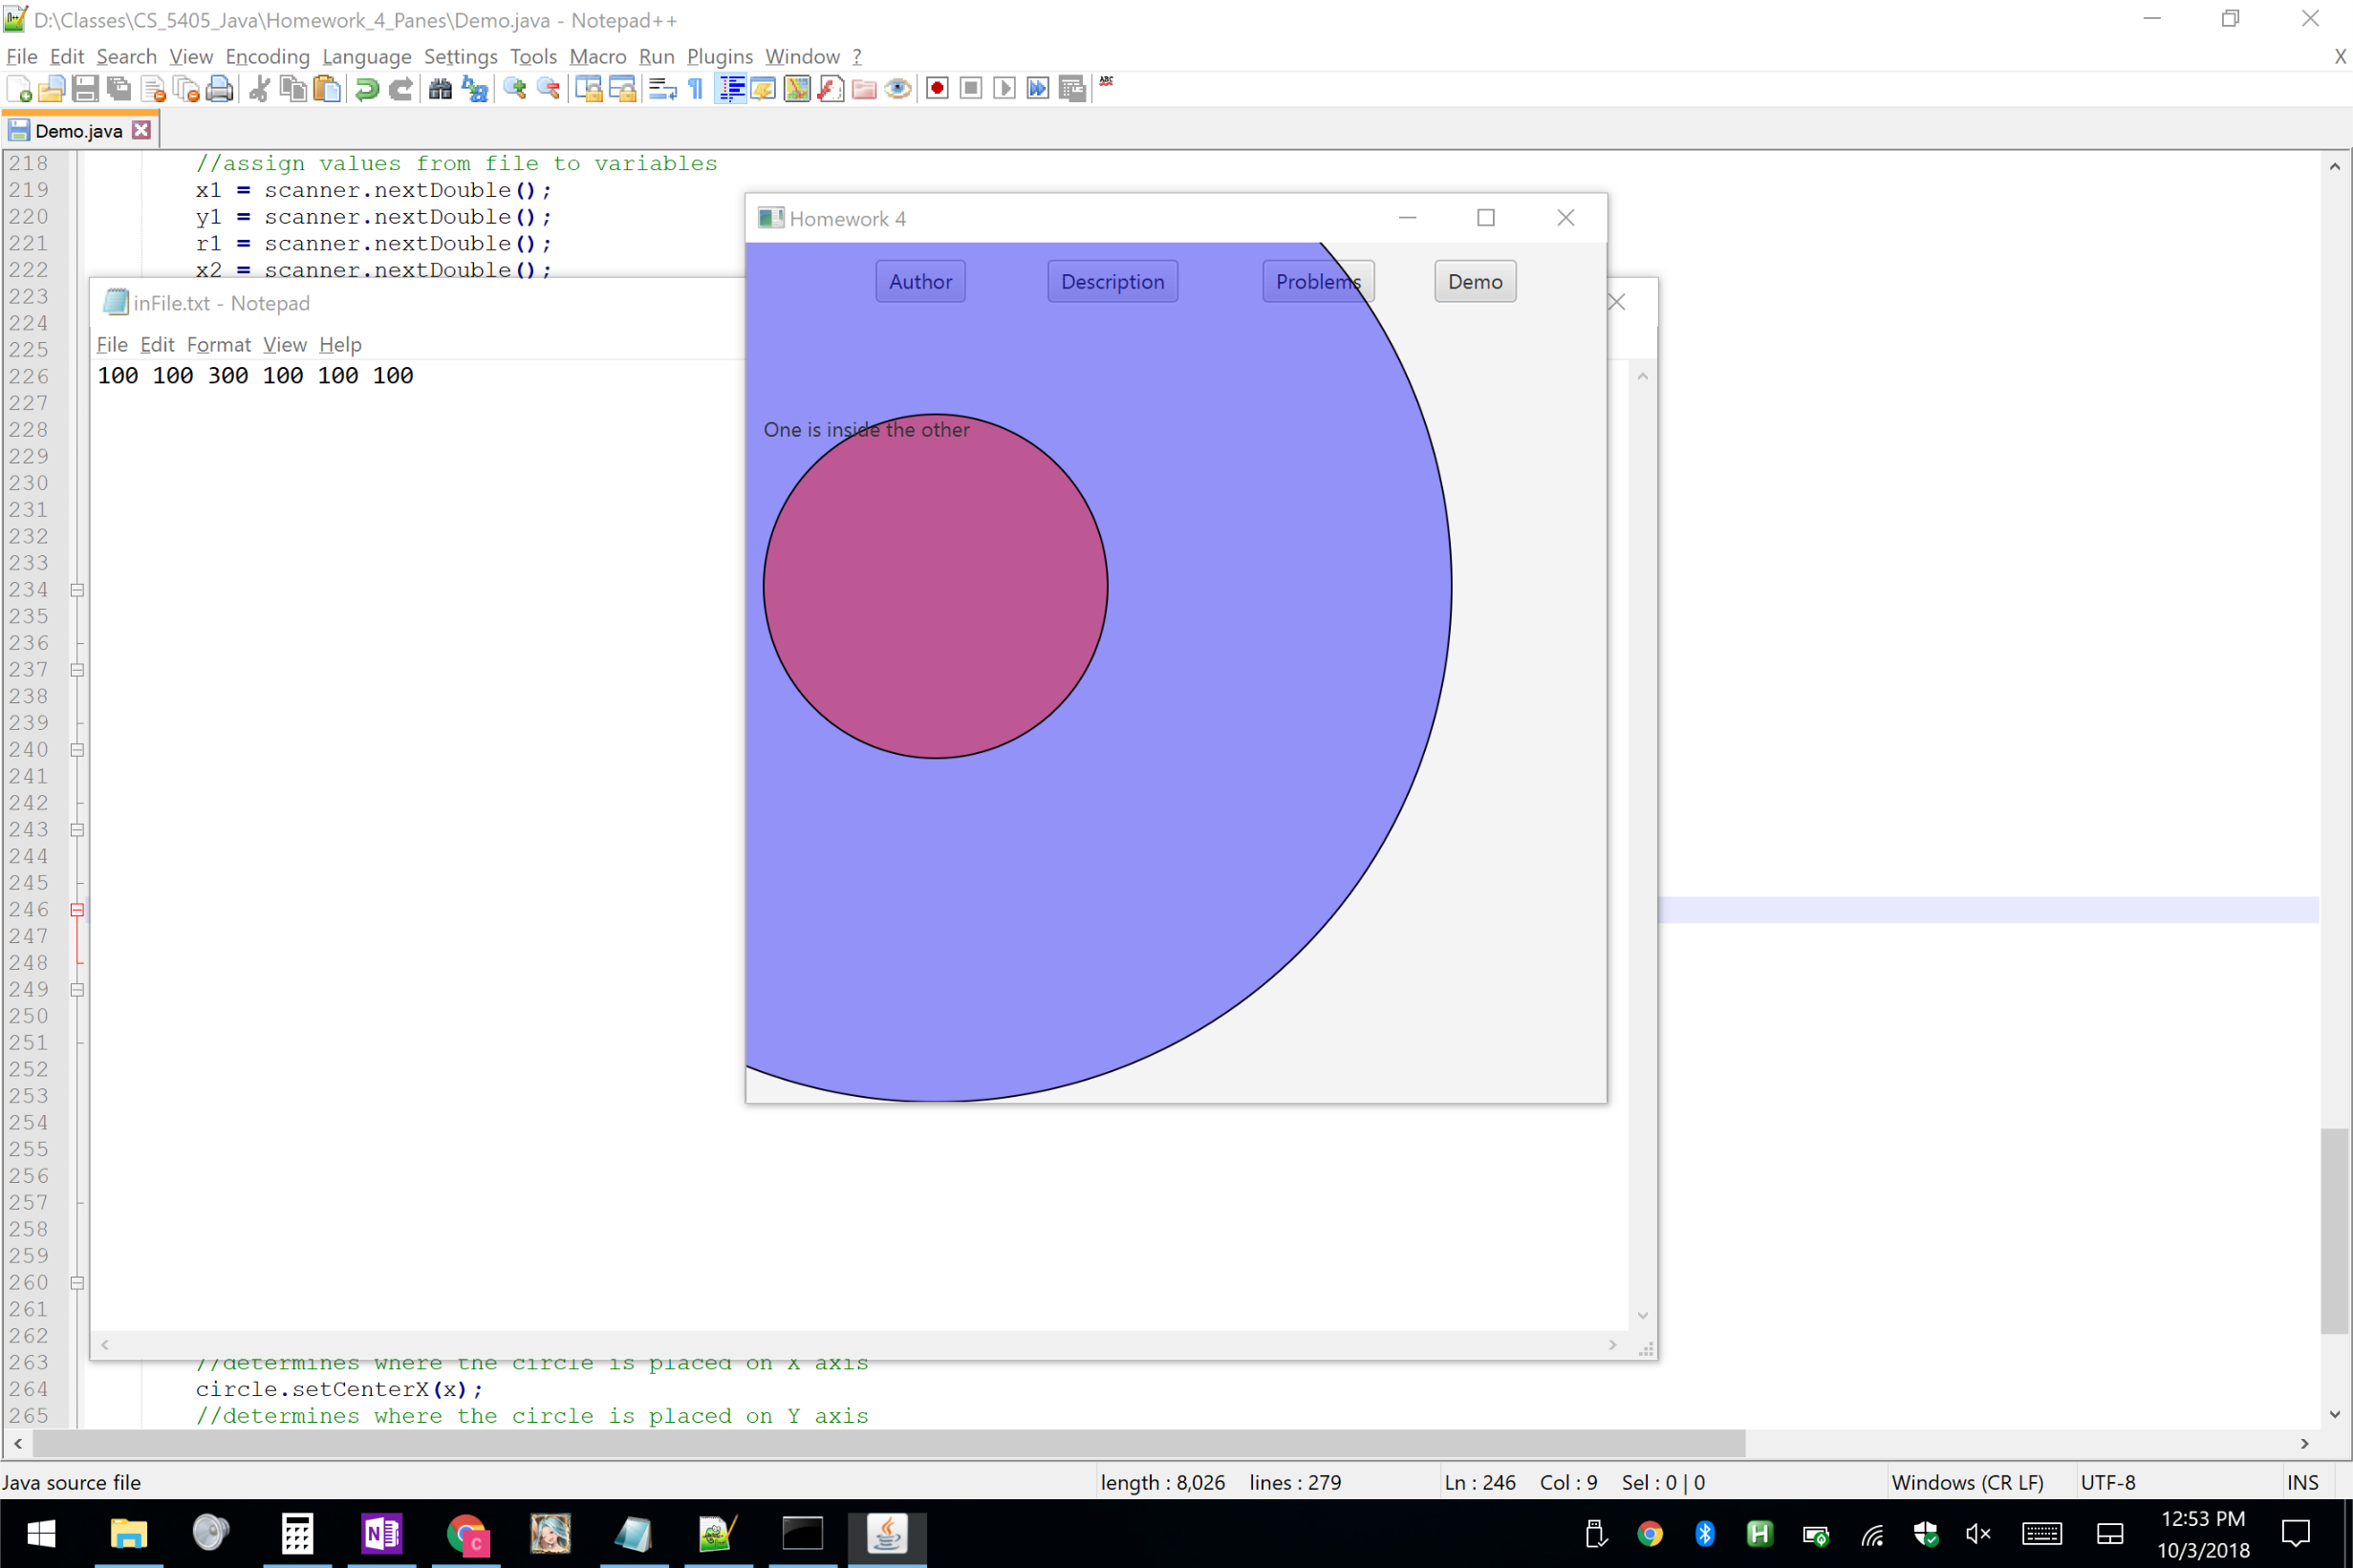 D:\Classes\CS_5405_Java\Homework_4_Panes\Demo.java - Notepad++
File Edit Search View Encoding Language Settings Tools Macro Run Plugins Window ? X
Demo.java
218 //assign values from file to variables
219 x1 = scanner.nextDouble();
220 y1 = scanner.nextDouble();
221 r1 = scanner.nextDouble();
222 x2 = scanner.nextDouble();
223
224
225
226
227
228
229
230
231
232
233
234
235
236
237
238
239
240
241
242
243
244
245
246
247
248
249
250
251
252
253
254
255
256
257
258
259
260
261
262
263 //determines where the circle is placed on X axis
264 circle.setCenterX(x);
265 //determines where the circle is placed on Y axis
inFile.txt - Notepad
File Edit Format View Help
100 100 300 100 100 100
Homework 4
Author Description Problems Demo
One is inside the other
Java source file length : 8,026 lines : 279 Ln : 246 Col : 9 Sel : 0 | 0 Windows (CR LF) UTF-8 INS
12:53 PM
10/3/2018